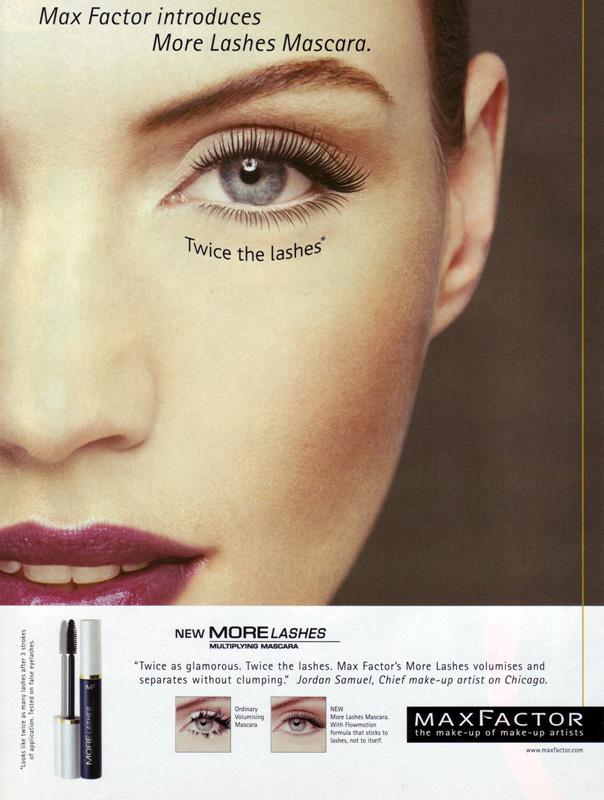 Max Factor introduces
More Lashes Mascara.
Twice the lashes*
*Looks like twice as many lashes after 3 strokes
of application. Tested on false eyelashes.
MF
MORE LASHES
NEW MORE LASHES
MULTIPLYING MASCARA
"Twice as glamorous. Twice the lashes. Max Factor's More Lashes volumises and
separates without clumping." Jordan Samuel, Chief make-up artist on Chicago.
Ordinary
Volumising
Mascara
NEW
More Lashes Mascara.
With Flowmotion
formula that sticks to
lashes, not to itself.
MAXFACTOR
the make-up of make-up artists
www.maxfactor.com